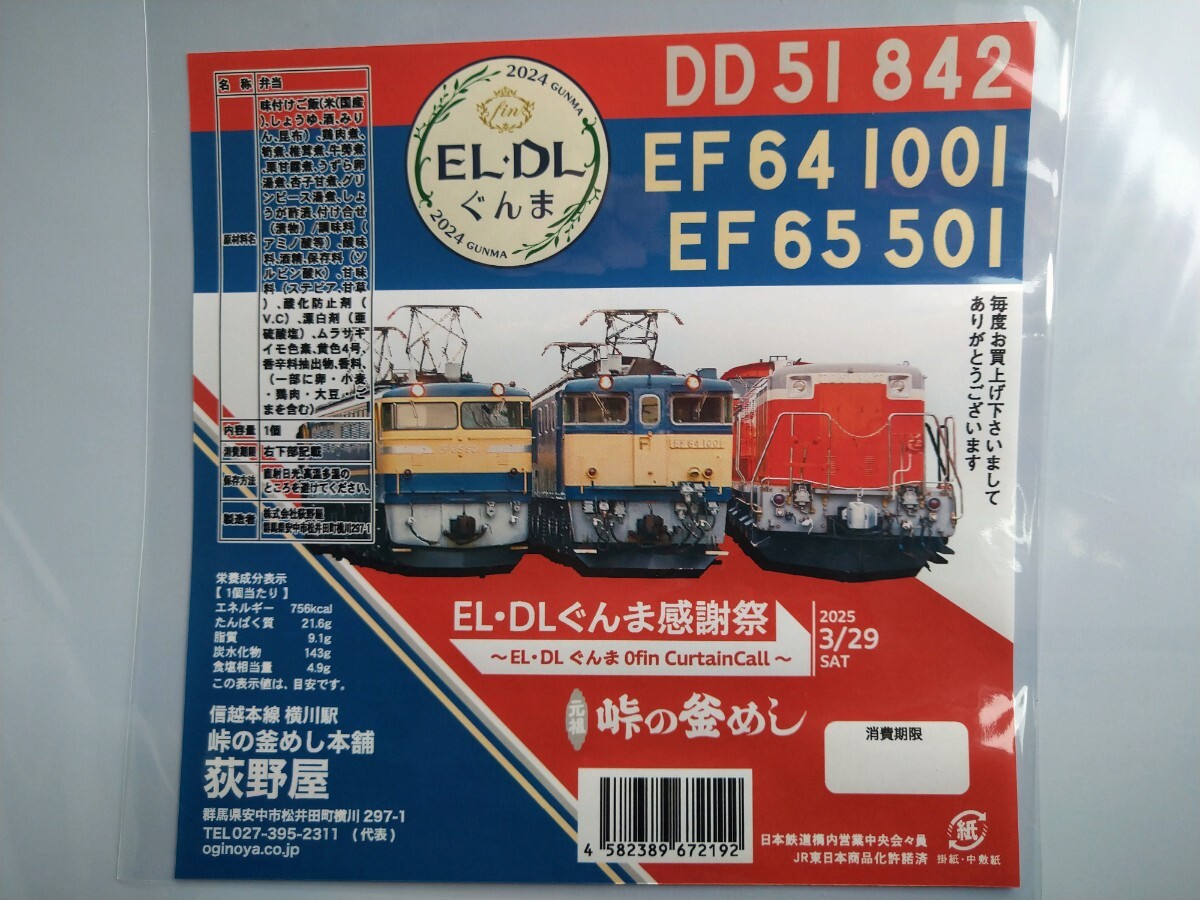 DD 51 842
EF 64 1001
EF 65 501
2024 GUNMA
fin
EL・DL
ぐんま
2024 GUNMA
名 称 弁当
原材料名
味付けご飯(米(国産
)、しょうゆ、酒、みり
ん、昆布)、鶏肉煮、
筍煮、椎茸煮、牛蒡煮
、栗甘露煮、うずら卵
湯煮、杏子甘煮、グリ
ンピース湯煮、しょ
うが酢漬、付け合せ
(漬物)/調味料(
アミノ酸等)、酸味
料、酒精、保存料(ソ
ルビン酸K)、甘味
料(ステビア、甘草
)、酸化防止剤(
V.C)、漂白剤(亜
硫酸塩)、ムラサキ
イモ色素、黄色4号、
香辛料抽出物、香料、
(一部に卵・小麦
・鶏肉・大豆・ご
まを含む)
内容量 1個
消費期限 右下部記載
保存方法 直射日光、高温多湿の
ところを避けてください。
製造者 株式会社荻野屋
群馬県安中市松井田町横川297-1
毎度お買上げ下さいまして
ありがとうございます
EF 64 1001
栄養成分表示
【 1個当たり 】
エネルギー 756kcal
たんぱく質 21.6g
脂質 9.1g
炭水化物 143g
食塩相当量 4.9g
この表示値は、目安です。
EL・DLぐんま感謝祭
~EL・DL ぐんま 0fin CurtainCall~
2025
3/29
SAT
元祖
峠の釜めし
信越本線 横川駅
峠の釜めし本舗
荻野屋
群馬県安中市松井田町横川 297-1
TEL 027-395-2311 (代表)
oginoya.co.jp
消費期限
4 582389 672192
日本鉄道構内営業中央会々員
JR東日本商品化許諾済
紙
掛紙・中敷紙